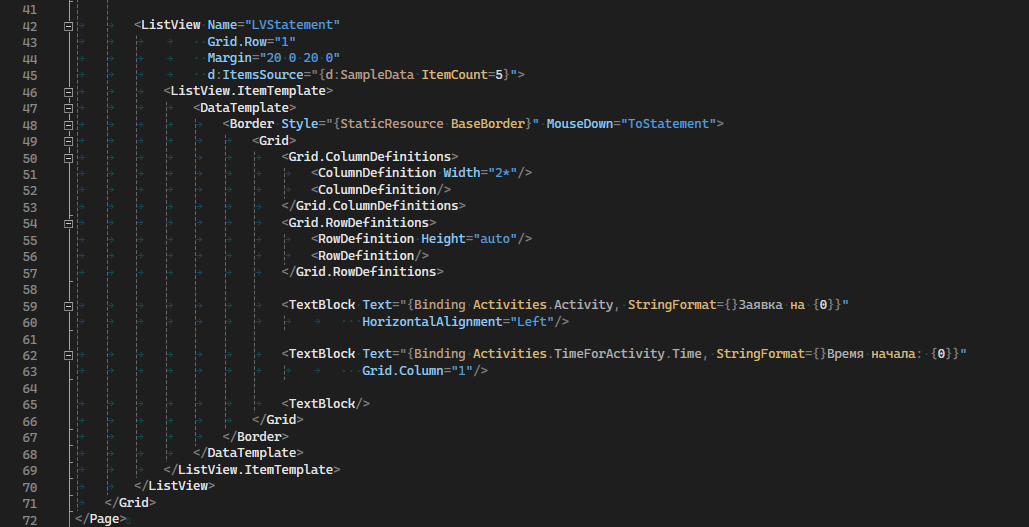 41
42 <ListView Name="LVStatement"
43 Grid.Row="1"
44 Margin="20 0 20 0"
45 d:ItemsSource="{d:SampleData ItemCount=5}">
46 <ListView.ItemTemplate>
47 <DataTemplate>
48 <Border Style="{StaticResource BaseBorder}" MouseDown="ToStatement">
49 <Grid>
50 <Grid.ColumnDefinitions>
51 <ColumnDefinition Width="2*"/>
52 <ColumnDefinition/>
53 </Grid.ColumnDefinitions>
54 <Grid.RowDefinitions>
55 <RowDefinition Height="auto"/>
56 <RowDefinition/>
57 </Grid.RowDefinitions>
58
59 <TextBlock Text="{Binding Activities.Activity, StringFormat={}Заявка на {0}}"
60 HorizontalAlignment="Left"/>
61
62 <TextBlock Text="{Binding Activities.TimeForActivity.Time, StringFormat={}Время начала: {0}}"
63 Grid.Column="1"/>
64
65 <TextBlock/>
66 </Grid>
67 </Border>
68 </DataTemplate>
69 </ListView.ItemTemplate>
70 </ListView>
71 </Grid>
72 </Page>